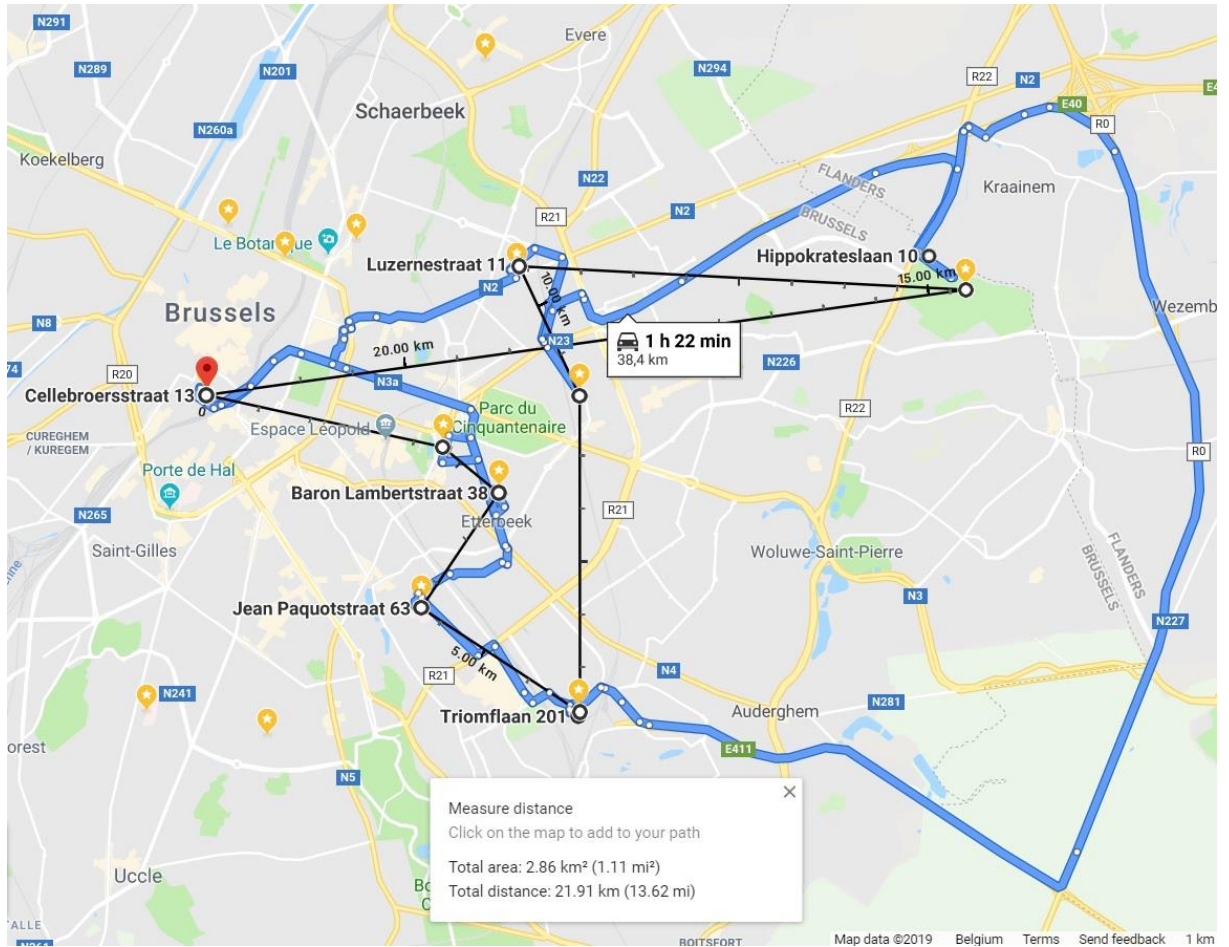 N291
Evere
N289
N201
N294
R22
N2
E40
E4
R0
Schaerbeek
N260a
Koekelberg
N22
FLANDERS
BRUSSELS
Kraainem
R21
N2
Le Botanique
Hippokrateslaan 10
Luzernestraat 11
15.00 km
N2
10.00 km
Wezemb
Brussels
N8
N23
1 h 22 min
38,4 km
20.00 km
N226
74
R20
N3a
Cellebroersstraat 13
0
Parc du
Cinquantenaire
R22
Espace Léopold
CUREGHEM
/ KUREGEM
R0
Porte de Hal
Baron Lambertstraat 38
N265
Etterbeek
R21
Saint-Gilles
Woluwe-Saint-Pierre
FLANDERS
BRUSSELS
N3
Jean Paquotstraat 63
N227
5.00 km
R21
N4
N241
Triomflaan 201
Auderghem
N281
orest
E411
N5
Measure distance
Click on the map to add to your path
Total area: 2.86 km² (1.11 mi²)
Total distance: 21.91 km (13.62 mi)
Uccle
ALLE
N261
BOITSFORT
Map data ©2019 Belgium Terms Send feedback 1 km